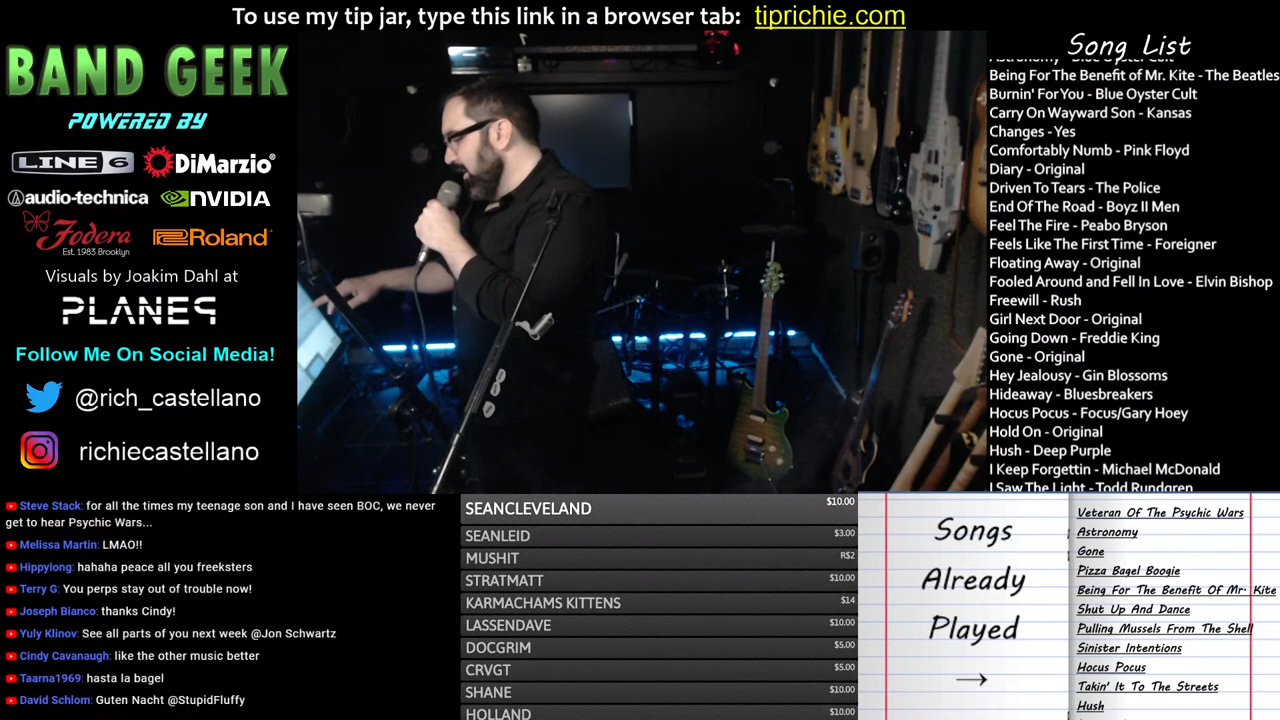 To use my tip jar, type this link in a browser tab: tiprichie.com
BAND GEEK
POWERED BY
LINE 6
DiMarzio
audio-technica
NVIDIA
Fodera
Est. 1983 Brooklyn
Roland
Visuals by Joakim Dahl at
PLANE9
Follow Me On Social Media!
@rich_castellano
richiecastellano
Song List
Astronomy - Blue Oyster Cult
Being For The Benefit of Mr. Kite - The Beatles
Burnin' For You - Blue Oyster Cult
Carry On Wayward Son - Kansas
Changes - Yes
Comfortably Numb - Pink Floyd
Diary - Original
Driven To Tears - The Police
End Of The Road - Boyz II Men
Feel The Fire - Peabo Bryson
Feels Like The First Time - Foreigner
Floating Away - Original
Fooled Around and Fell In Love - Elvin Bishop
Freewill - Rush
Girl Next Door - Original
Going Down - Freddie King
Gone - Original
Hey Jealousy - Gin Blossoms
Hideaway - Bluesbreakers
Hocus Pocus - Focus/Gary Hoey
Hold On - Original
Hush - Deep Purple
I Keep Forgettin - Michael McDonald
I Saw The Light - Todd Rundgren
Steve Stack: for all the times my teenage son and I have seen BOC, we never
get to hear Psychic Wars...
Melissa Martin: LMAO!!
Hippylong: hahaha peace all you freeksters
Terry G: You perps stay out of trouble now!
Joseph Bianco: thanks Cindy!
Yuly Klinov: See all parts of you next week @Jon Schwartz
Cindy Cavanaugh: like the other music better
Taarna1969: hasta la bagel
David Schlom: Guten Nacht @StupidFluffy
SEANCLEVELAND $10.00
SEANLEID $3.00
MUSHIT R$2
STRATMATT $10.00
KARMACHAMS KITTENS $14
LASSENDAVE $10.00
DOCGRIM $5.00
CRVGT $5.00
SHANE $10.00
HOLLAND $10.00
Songs
Already
Played
→
Veteran Of The Psychic Wars
Astronomy
Gone
Pizza Bagel Boogie
Being For The Benefit Of Mr. Kite
Shut Up And Dance
Pulling Mussels From The Shell
Sinister Intentions
Hocus Pocus
Takin' It To The Streets
Hush